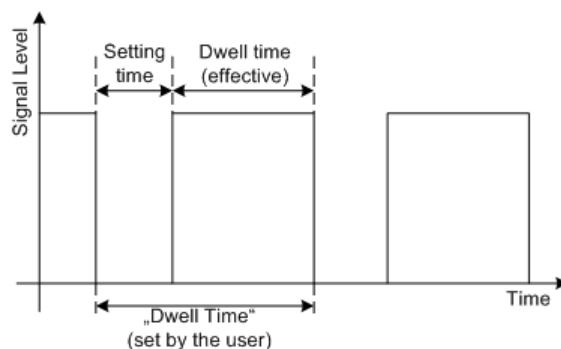 Signal Level
Setting
time
Dwell time
(effective)
Time
„Dwell Time“
(set by the user)